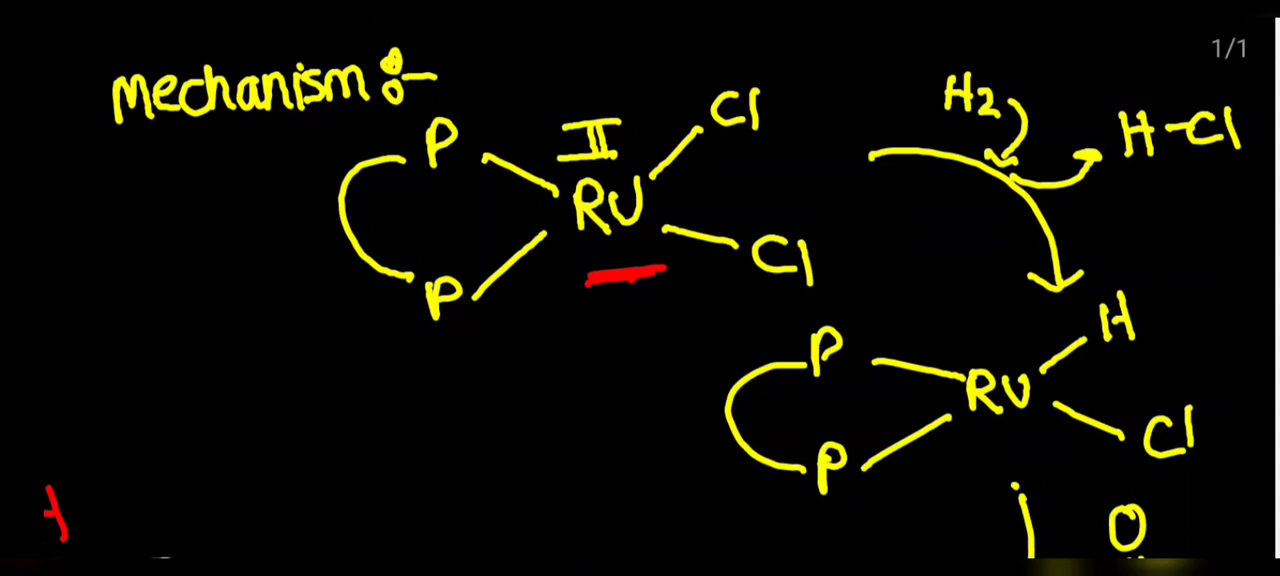 1/1
Mechanism :-
P II Cl H2 H-Cl
RU
P Cl
P H
RU
P Cl
O